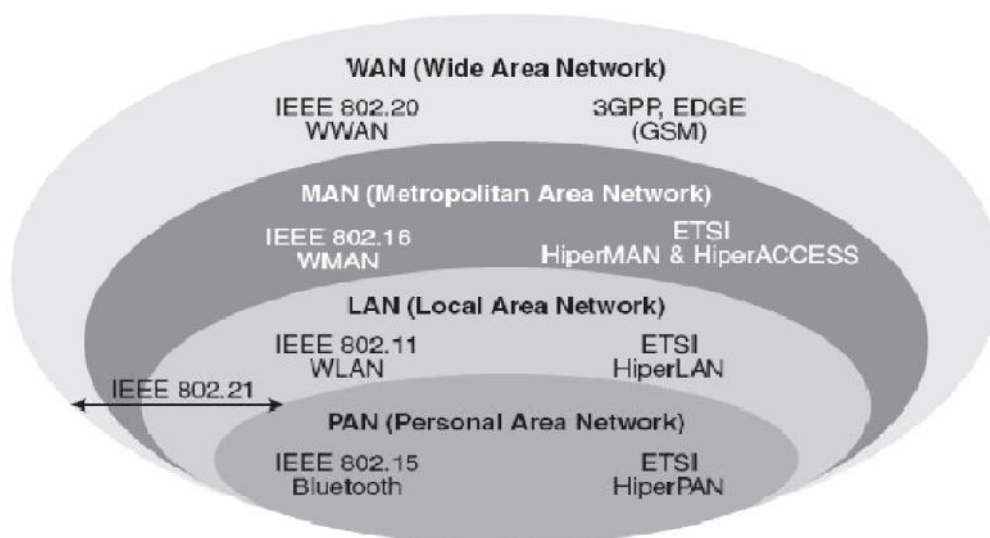 WAN (Wide Area Network)
IEEE 802.20
WWAN
3GPP, EDGE
(GSM)
MAN (Metropolitan Area Network)
IEEE 802.16
WMAN
ETSI
HiperMAN & HiperACCESS
LAN (Local Area Network)
IEEE 802.11
WLAN
ETSI
HiperLAN
IEEE 802.21
PAN (Personal Area Network)
IEEE 802.15
Bluetooth
ETSI
HiperPAN